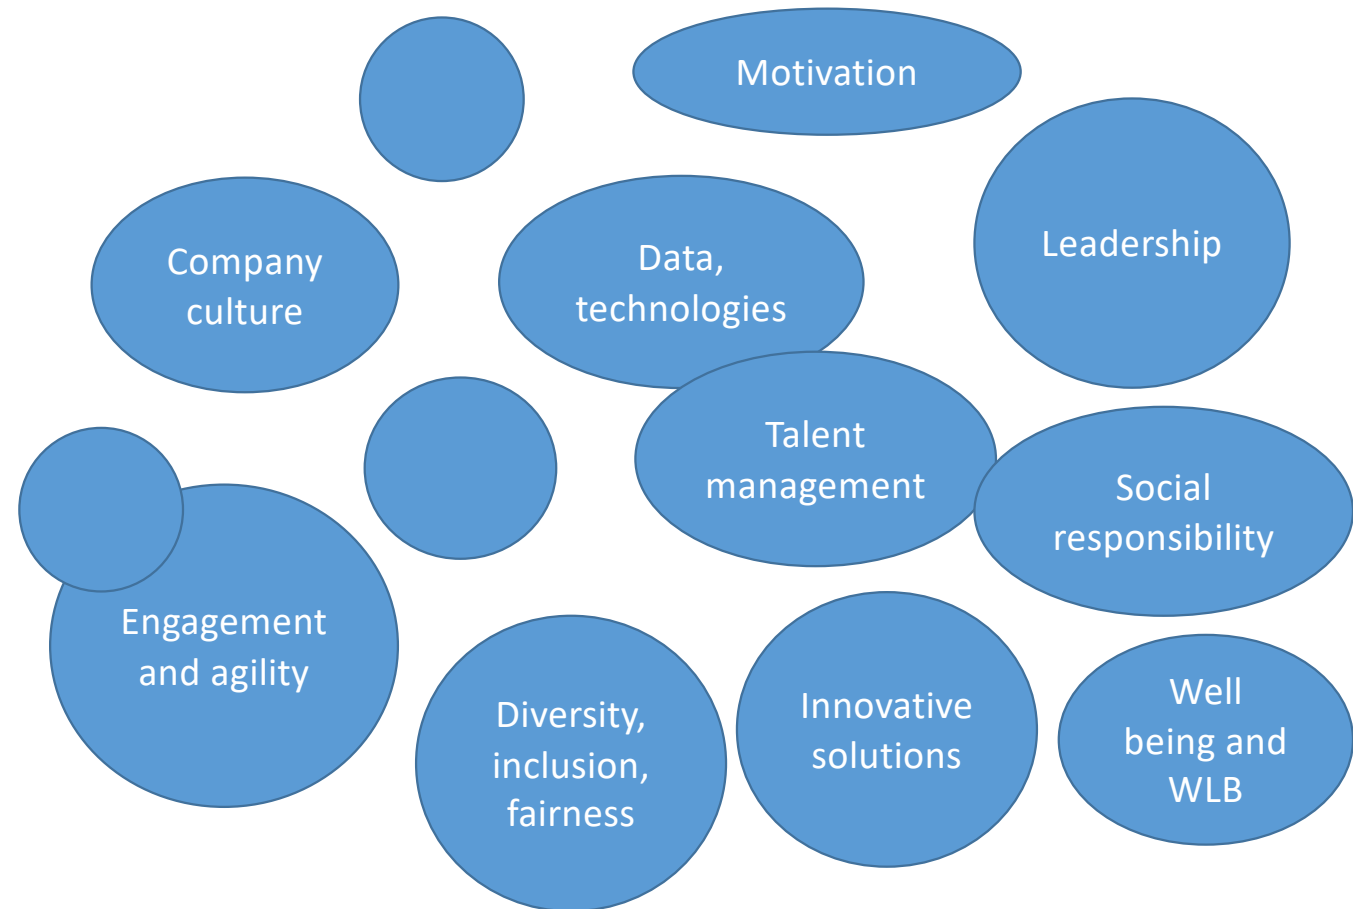 Motivation
Leadership
Company
culture
Data,
technologies
Talent
management
Social
responsibility
Engagement
and agility
Diversity,
inclusion,
fairness
Innovative
solutions
Well
being and
WLB